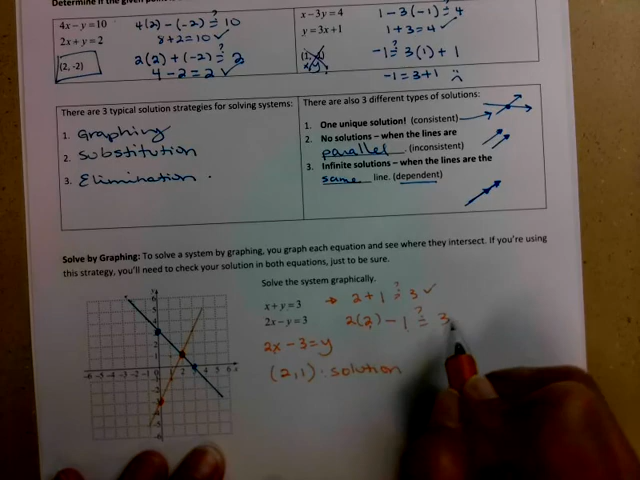 Determine if the given point is
4x − y = 10
2x + y = 2
(2, -2)
4(2) − (−2) ≟ 10
8+2 = 10 ✓
2(2) + (−2) ≟ 2
4 − 2 = 2 ✓
x − 3y = 4
y = 3x + 1
x y
1 − 3(−1) ≟ 4
1 + 3 = 4 ✓
−1 ≟ 3(1) + 1
−1 = 3+1 :(
There are 3 typical solution strategies for solving systems:
1. Graphing
2. Substitution
3. Elimination .
There are also 3 different types of solutions:
1. One unique solution! (consistent)
2. No solutions – when the lines are
parallel. (inconsistent)
3. Infinite solutions – when the lines are the
same line. (dependent)
Solve by Graphing: To solve a system by graphing, you graph each equation and see where they intersect. If you're using
this strategy, you'll need to check your solution in both equations, just to be sure.
Solve the system graphically.
x + y = 3 → 2 + 1 ≟ 3 ✓
2x − y = 3 2(2) − 1 ≟ 3
2x − 3 = y
(2,1) · solution